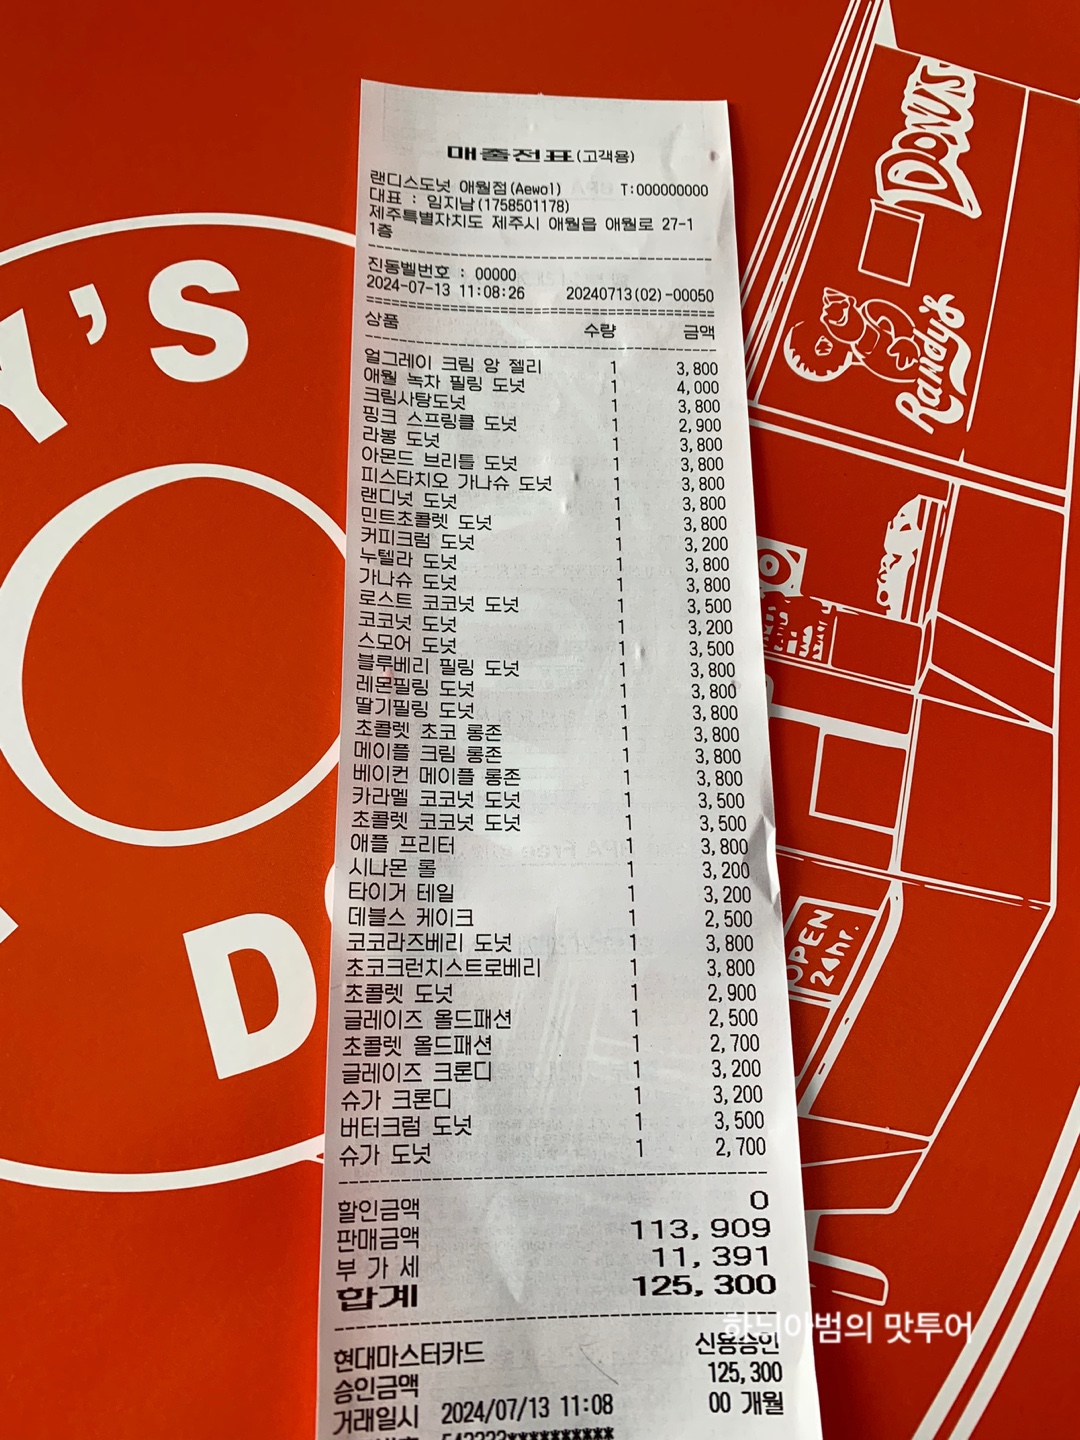 Y'S
D
DONUTS
Randy's
OPEN
24hr.
매출전표(고객용)
랜디스도넛 애월점(Aewol) T:000000000
대표 : 임지남(1758501178)
제주특별자치도 제주시 애월읍 애월로 27-1
1층
진동벨번호 : 00000
2024-07-13 11:08:26 20240713(02)-00050
상품 수량 금액
얼그레이 크림 앙 젤리 1 3,800
애월 녹차 필링 도넛 1 4,000
크림사탕도넛 1 3,800
핑크 스프링클 도넛 1 2,900
라봉 도넛 1 3,800
아몬드 브리틀 도넛 1 3,800
피스타치오 가나슈 도넛 1 3,800
랜디넛 도넛 1 3,800
민트초콜렛 도넛 1 3,800
커피크럼 도넛 1 3,200
누텔라 도넛 1 3,800
가나슈 도넛 1 3,800
로스트 코코넛 도넛 1 3,500
코코넛 도넛 1 3,200
스모어 도넛 1 3,500
블루베리 필링 도넛 1 3,800
레몬필링 도넛 1 3,800
딸기필링 도넛 1 3,800
초콜렛 초코 롱존 1 3,800
메이플 크림 롱존 1 3,800
베이컨 메이플 롱존 1 3,800
카라멜 코코넛 도넛 1 3,500
초콜렛 코코넛 도넛 1 3,500
애플 프리터 1 3,800
시나몬 롤 1 3,200
타이거 테일 1 3,200
데블스 케이크 1 2,500
코코라즈베리 도넛 1 3,800
초코크런치스트로베리 1 3,800
초콜렛 도넛 1 2,900
글레이즈 올드패션 1 2,500
초콜렛 올드패션 1 2,700
글레이즈 크론디 1 3,200
슈가 크론디 1 3,200
버터크럼 도넛 1 3,500
슈가 도넛 1 2,700
할인금액 0
판매금액 113,909
부 가 세 11,391
합계 125,300
하늬아범의 맛투어
현대마스터카드 신용승인
승인금액 125,300
거래일시 2024/07/13 11:08 00 개월